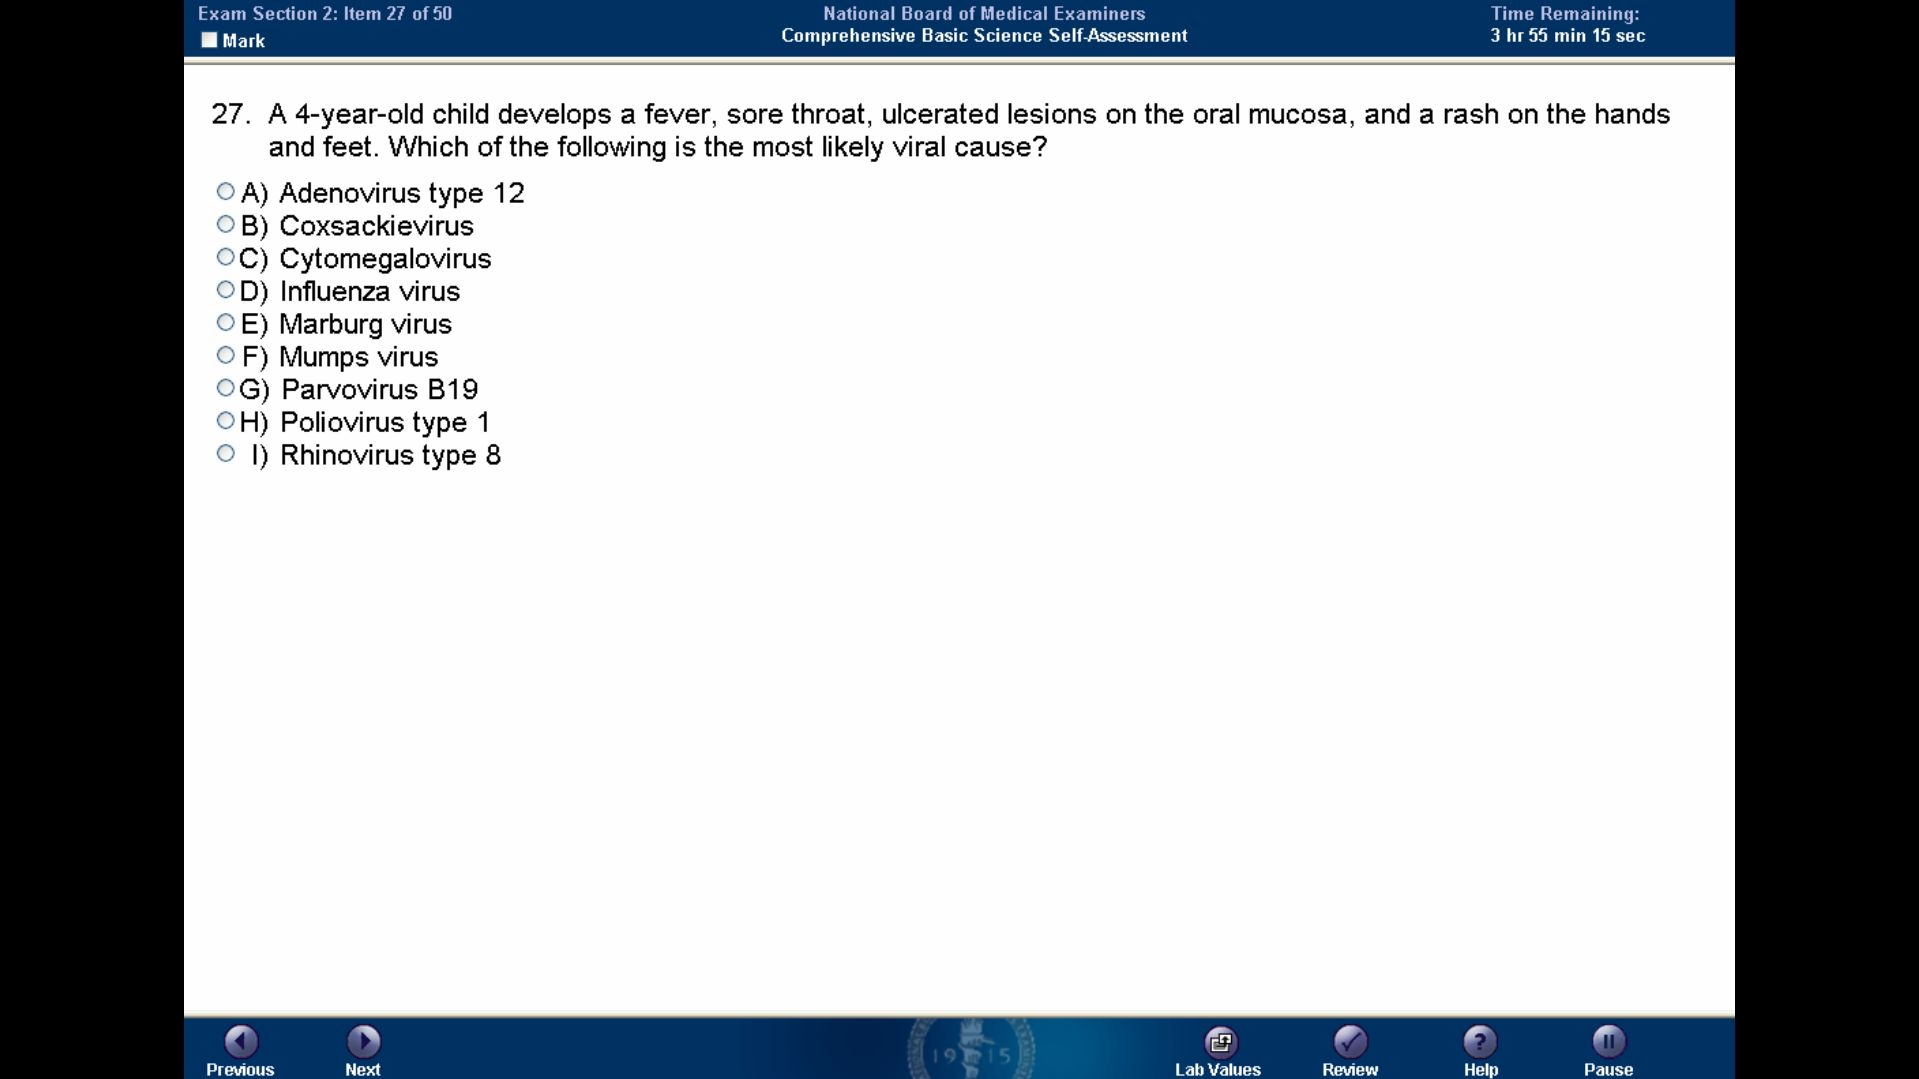 Exam Section 2: Item 27 of 50
Mark
National Board of Medical Examiners
Comprehensive Basic Science Self-Assessment
Time Remaining:
3 hr 55 min 15 sec
27. A 4-year-old child develops a fever, sore throat, ulcerated lesions on the oral mucosa, and a rash on the hands
and feet. Which of the following is the most likely viral cause?
A) Adenovirus type 12
B) Coxsackievirus
C) Cytomegalovirus
D) Influenza virus
E) Marburg virus
F) Mumps virus
G) Parvovirus B19
H) Poliovirus type 1
I) Rhinovirus type 8
1915
Previous
Next
Lab Values
Review
Help
Pause